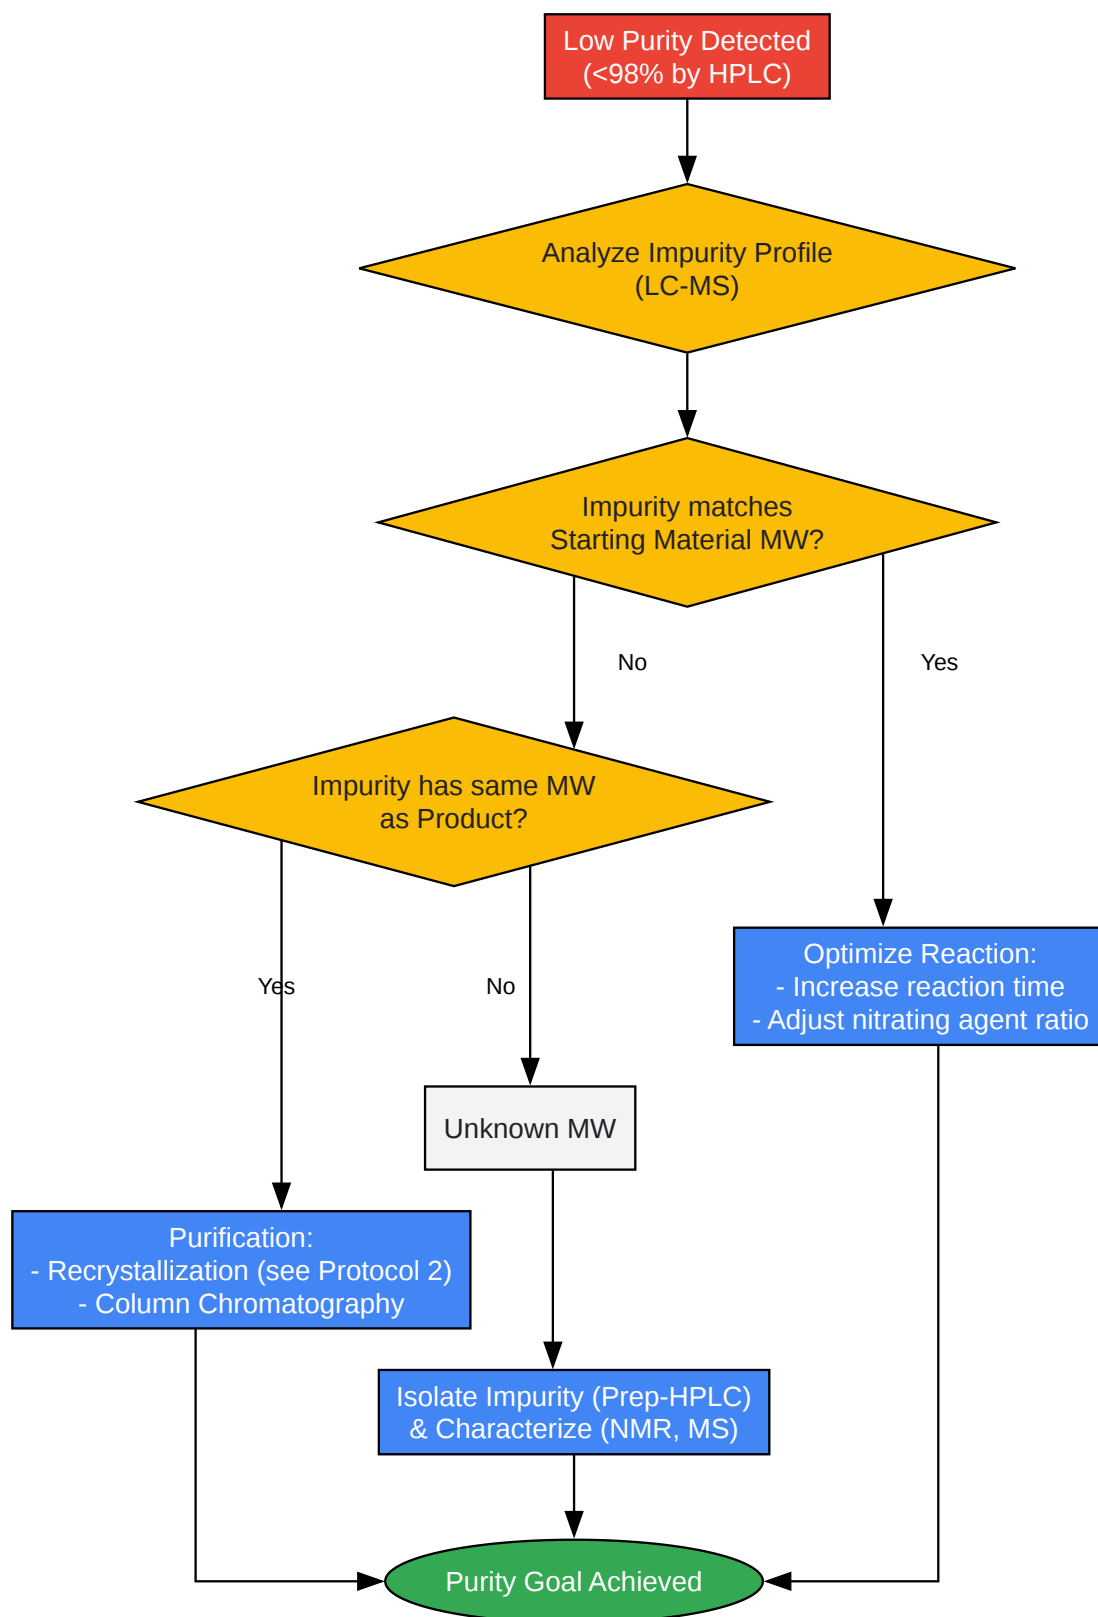 Low Purity Detected
(<98% by HPLC)
Analyze Impurity Profile
(LC-MS)
Impurity matches
Starting Material MW?
No
Yes
Impurity has same MW
as Product?
Optimize Reaction:
- Increase reaction time
- Adjust nitrating agent ratio
Yes
No
Unknown MW
Purification:
- Recrystallization (see Protocol 2)
- Column Chromatography
Isolate Impurity (Prep-HPLC)
& Characterize (NMR, MS)
Purity Goal Achieved